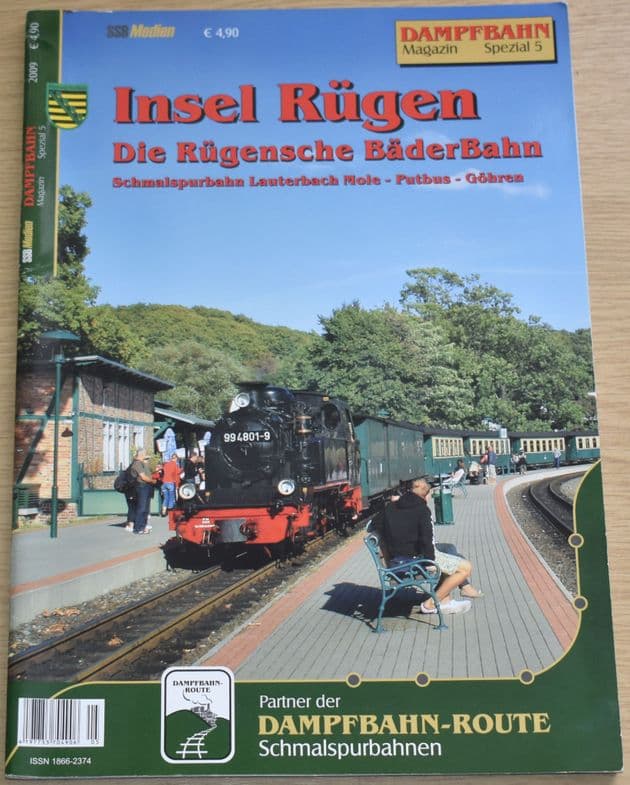 SSB Medien € 4,90
DAMPFBAHN
Magazin Spezial 5
Insel Rügen
Die Rügensche BäderBahn
Schmalspurbahn Lauterbach Mole - Putbus - Göhren
2009 € 4,90
DAMPFBAHN
Magazin Spezial 5
SSB Medien
99 4801-9
DAMPFBAHN-
ROUTE
Partner der
DAMPFBAHN-ROUTE
Schmalspurbahnen
ISSN 1866-2374